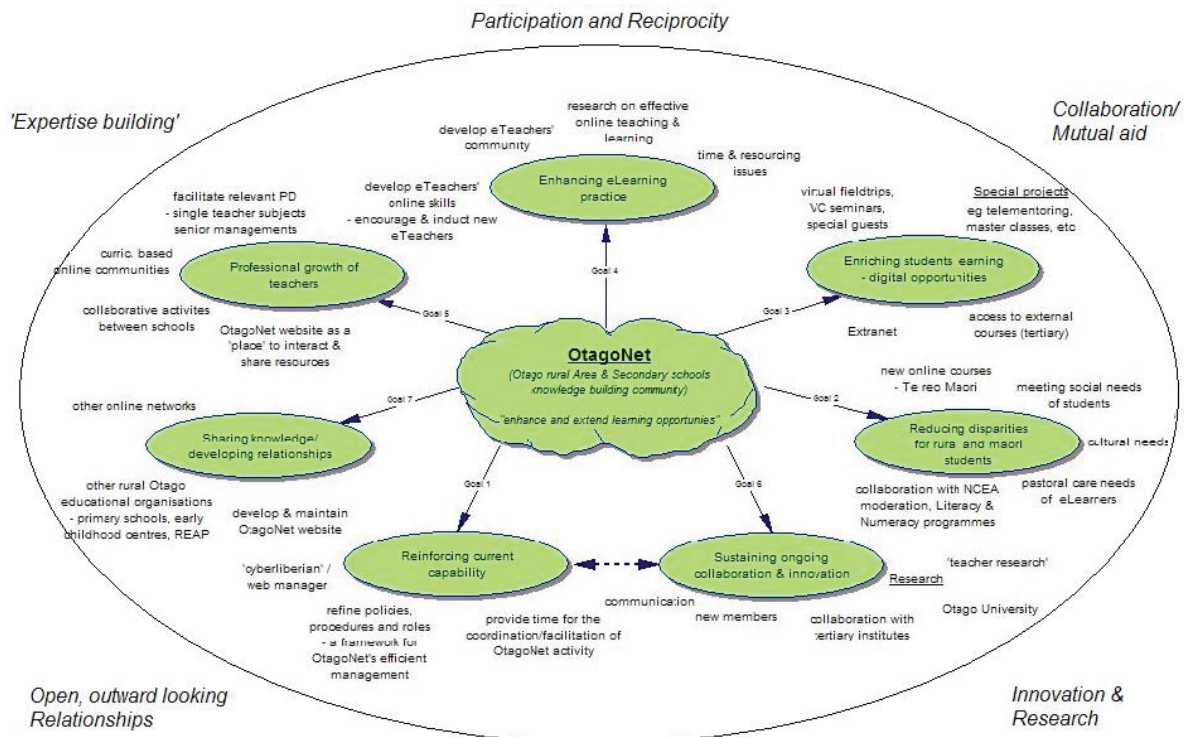 Participation and Reciprocity
'Expertise building'
Collaboration/
Mutual aid
research on effective
online teaching &
learning
develop eTeachers'
community
time & resourcing
issues
Enhancing eLearning
practice
develop eTeachers'
online skills
- encourage & induct new
eTeachers
facilitate relevant PD
- single teacher subjects
senior managements
curric. based
online communities
Professional growth of
teachers
collaborative activites
between schools
OtagoNet website as a
'place' to interact &
share resources
virtual fieldtrips,
VC seminars,
special guests
Special projects
eg telementoring,
master classes, etc
Enriching students learning
- digital opportunities
Extranet
access to external
courses (tertiary)
Goal 4
Goal 5
Goal 3
OtagoNet
(Otago rural Area & Secondary schools
knowledge building community)
"enhance and extend learning opportunies"
Goal 7
Goal 2
Goal 1
Goal 6
other online networks
Sharing knowledge/
developing relationships
other rural Otago
educational organisations
- primary schools, early
childhood centres, REAP
new online courses
- Te reo Maori
meeting social needs
of students
Reducing disparities
for rural and maori
students
cultural needs
collaboration with NCEA
moderation, Literacy &
Numeracy programmes
pastoral care needs
of eLearners
develop & maintain
OtagoNet website
'cyberliberian' /
web manager
Reinforcing current
capability
refine policies,
procedures and roles
- a framework for
OtagoNet's efficient
management
provide time for the
coordination/facilitation of
OtagoNet activity
communication
Sustaining ongoing
collaboration & innovation
new members
Research
'teacher research'
Otago University
collaboration with
tertiary institutes
Open, outward looking
Relationships
Innovation &
Research